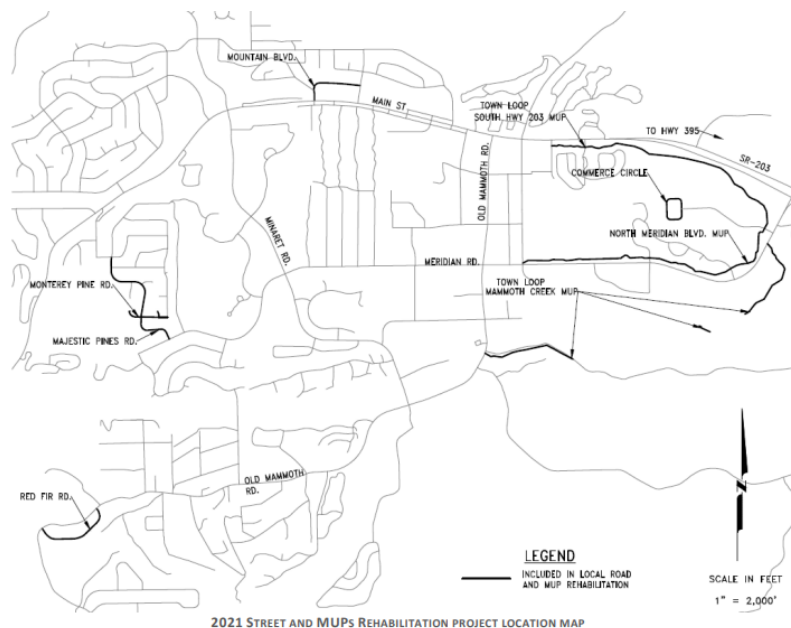 MOUNTAIN BLVD.
MAIN ST
TOWN LOOP
SOUTH HWY 203 MUP
TO HWY 395
SR-203
COMMERCE CIRCLE
OLD MAMMOTH RD.
MINARET RD.
NORTH MERIDIAN BLVD. MUP
MERIDIAN RD.
TOWN LOOP
MAMMOTH CREEK MUP
MONTEREY PINE RD.
MAJESTIC PINES RD.
OLD MAMMOTH
RD.
RED FIR RD.
N
LEGEND
INCLUDED IN LOCAL ROAD
AND MUP REHABILITATION
SCALE IN FEET
1" = 2,000'
2021 STREET AND MUPS REHABILITATION PROJECT LOCATION MAP